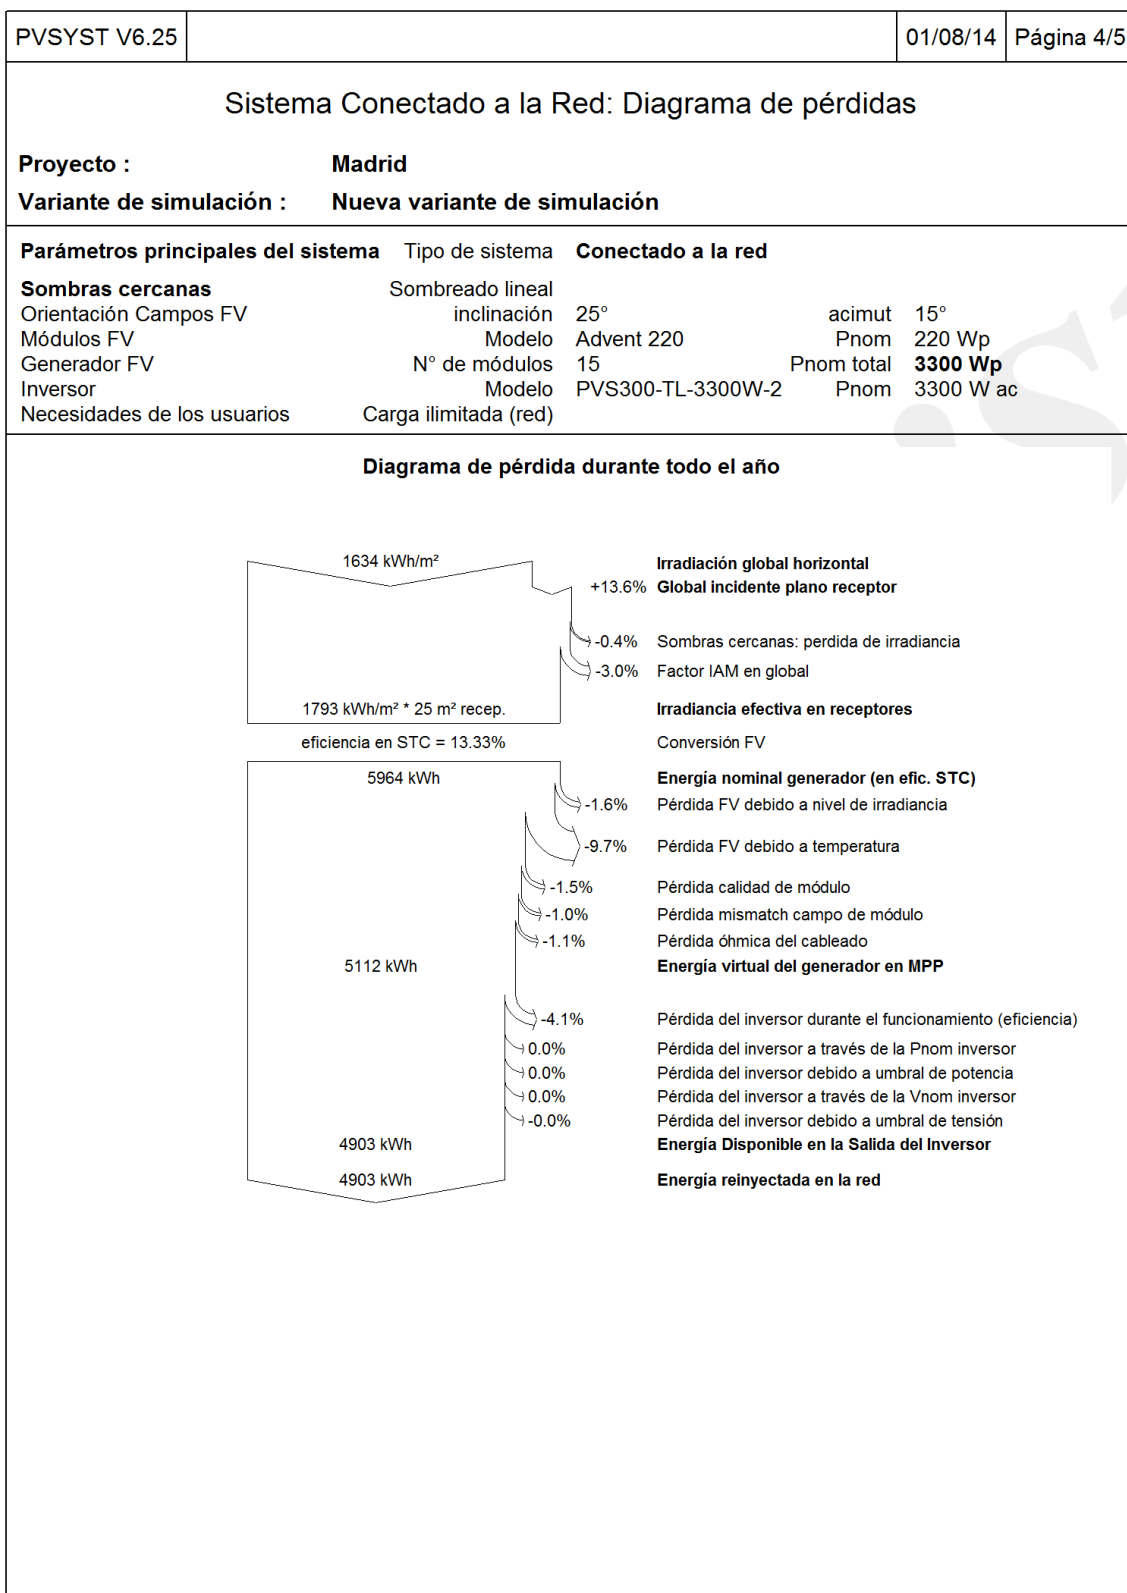 PVSYST V6.25 01/08/14 Página 4/5
Sistema Conectado a la Red: Diagrama de pérdidas
Proyecto : Madrid
Variante de simulación : Nueva variante de simulación
Parámetros principales del sistema Tipo de sistema Conectado a la red
Sombras cercanas Sombreado lineal
Orientación Campos FV inclinación 25° acimut 15°
Módulos FV Modelo Advent 220 Pnom 220 Wp
Generador FV N° de módulos 15 Pnom total 3300 Wp
Inversor Modelo PVS300-TL-3300W-2 Pnom 3300 W ac
Necesidades de los usuarios Carga ilimitada (red)
Diagrama de pérdida durante todo el año
1634 kWh/m² Irradiación global horizontal
+13.6% Global incidente plano receptor
-0.4% Sombras cercanas: perdida de irradiancia
-3.0% Factor IAM en global
1793 kWh/m² * 25 m² recep. Irradiancia efectiva en receptores
eficiencia en STC = 13.33% Conversión FV
5964 kWh Energía nominal generador (en efic. STC)
-1.6% Pérdida FV debido a nivel de irradiancia
-9.7% Pérdida FV debido a temperatura
-1.5% Pérdida calidad de módulo
-1.0% Pérdida mismatch campo de módulo
-1.1% Pérdida óhmica del cableado
5112 kWh Energía virtual del generador en MPP
-4.1% Pérdida del inversor durante el funcionamiento (eficiencia)
0.0% Pérdida del inversor a través de la Pnom inversor
0.0% Pérdida del inversor debido a umbral de potencia
0.0% Pérdida del inversor a través de la Vnom inversor
-0.0% Pérdida del inversor debido a umbral de tensión
4903 kWh Energía Disponible en la Salida del Inversor
4903 kWh Energía reinyectada en la red